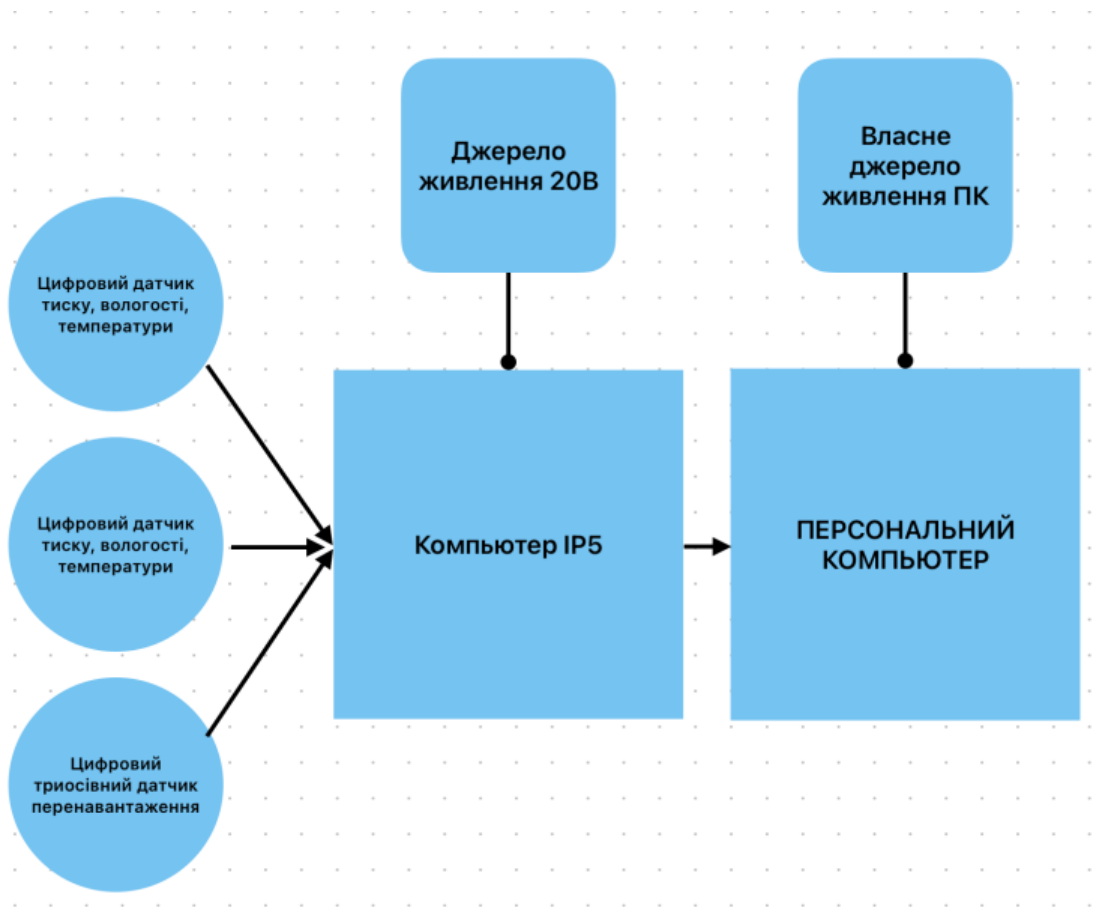 Джерело
живлення 20В
Власне
джерело
живлення ПК
Цифровий датчик
тиску, вологості,
температури
Цифровий датчик
тиску, вологості,
температури
Компьютер IP5
ПЕРСОНАЛЬНИЙ
КОМПЬЮТЕР
Цифровий
триосівний датчик
перенавантаження